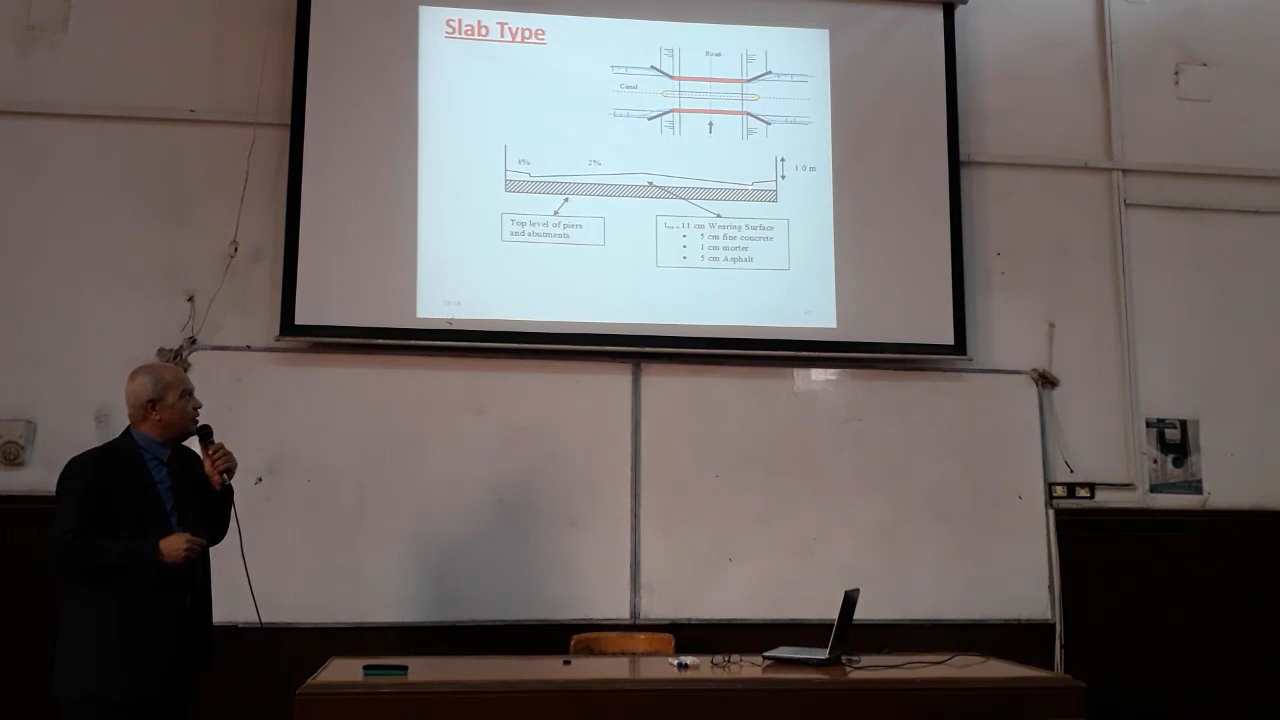 Slab Type
Road
Canal
4%
2%
1.0 m
Top level of piers
and abutments
11 cm Wearing Surface
• 5 cm fine concrete
• 1 cm morter
• 5 cm Asphalt